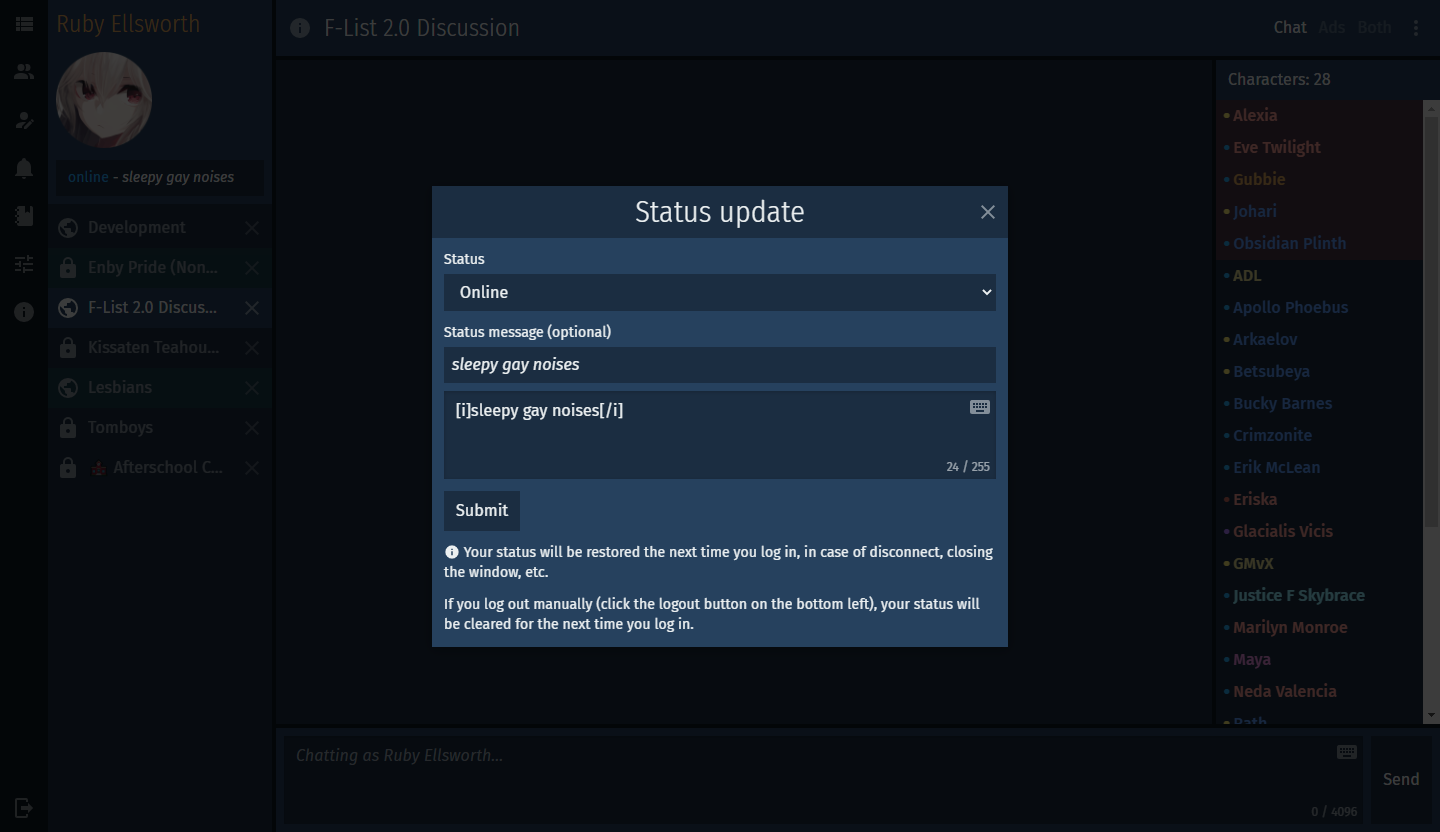 Ruby Ellsworth
online - sleepy gay noises
Development
Enby Pride (Non...
F-List 2.0 Discus...
Kissaten Teahou...
Lesbians
Tomboys
Afterschool C...
F-List 2.0 Discussion
Chat Ads Both
Status update
Status
Online
Status message (optional)
sleepy gay noises
[i]sleepy gay noises[/i]
24 / 255
Submit
Your status will be restored the next time you log in, in case of disconnect, closing
the window, etc.
If you log out manually (click the logout button on the bottom left), your status will
be cleared for the next time you log in.
Characters: 28
Alexia
Eve Twilight
Gubbie
Johari
Obsidian Plinth
ADL
Apollo Phoebus
Arkaelov
Betsubeya
Bucky Barnes
Crimzonite
Erik McLean
Eriska
Glacialis Vicis
GMvX
Justice F Skybrace
Marilyn Monroe
Maya
Neda Valencia
Chatting as Ruby Ellsworth...
0 / 4096
Send